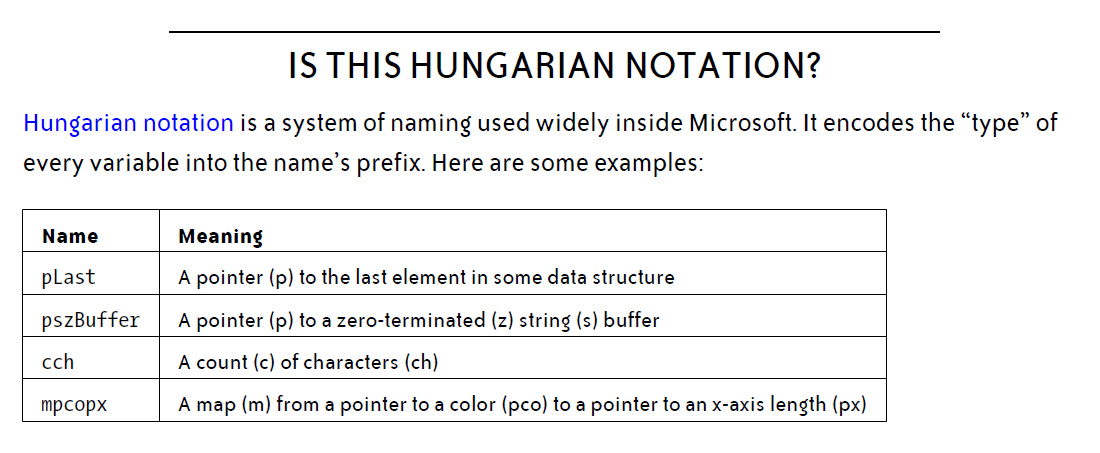 IS THIS HUNGARIAN NOTATION?
Hungarian notation is a system of naming used widely inside Microsoft. It encodes the “type” of
every variable into the name’s prefix. Here are some examples:
Name Meaning
pLast A pointer (p) to the last element in some data structure
pszBuffer A pointer (p) to a zero-terminated (z) string (s) buffer
cch A count (c) of characters (ch)
mpcopx A map (m) from a pointer to a color (pco) to a pointer to an x-axis length (px)